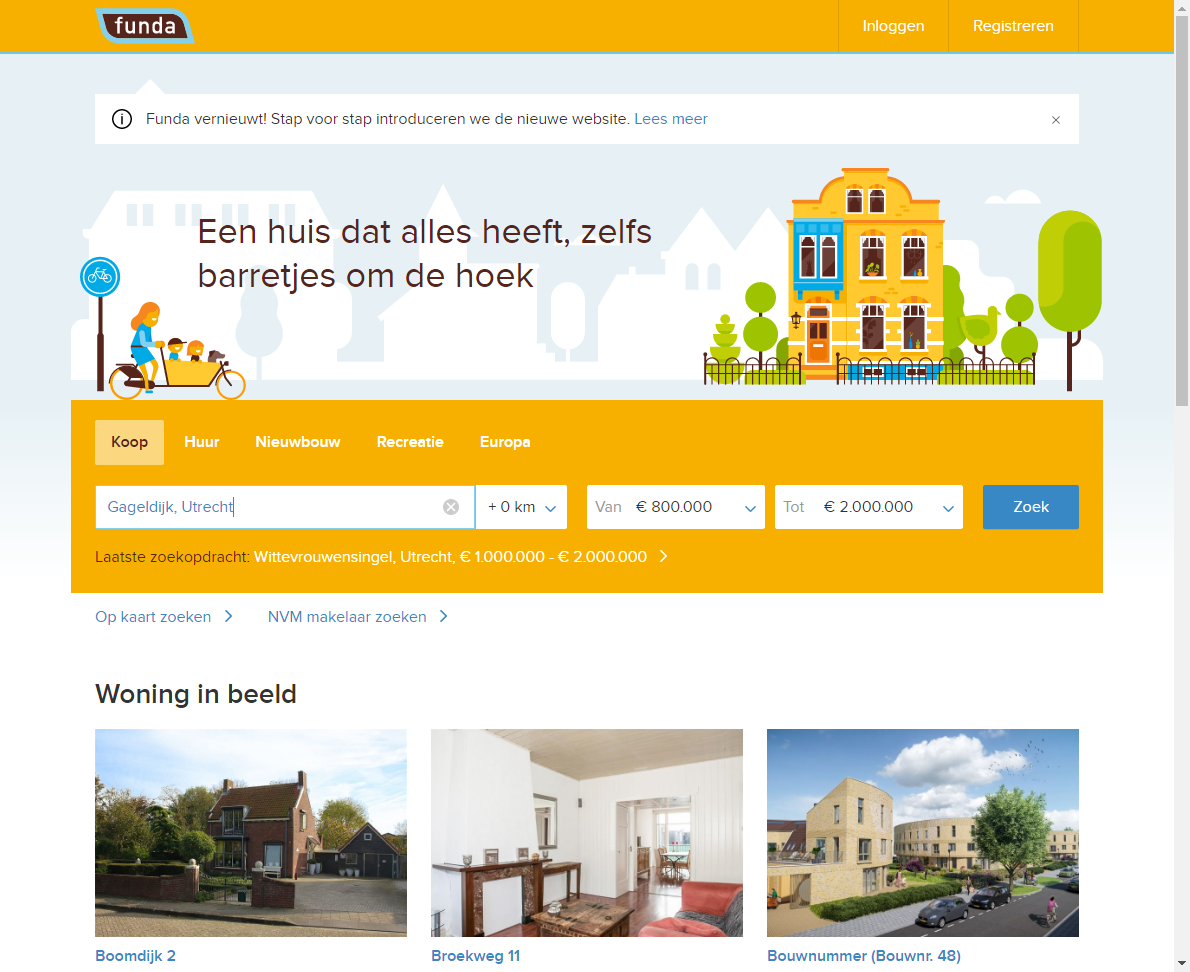 funda
Inloggen
Registreren
Funda vernieuwt! Stap voor stap introduceren we de nieuwe website. Lees meer
Een huis dat alles heeft, zelfs
barretjes om de hoek
Koop
Huur
Nieuwbouw
Recreatie
Europa
Gageldijk, Utrecht
+ 0 km
Van € 800.000
Tot € 2.000.000
Zoek
Laatste zoekopdracht: Wittevrouwensingel, Utrecht, € 1.000.000 - € 2.000.000
Op kaart zoeken
NVM makelaar zoeken
Woning in beeld
Boomdijk 2
Broekweg 11
Bouwnummer (Bouwnr. 48)